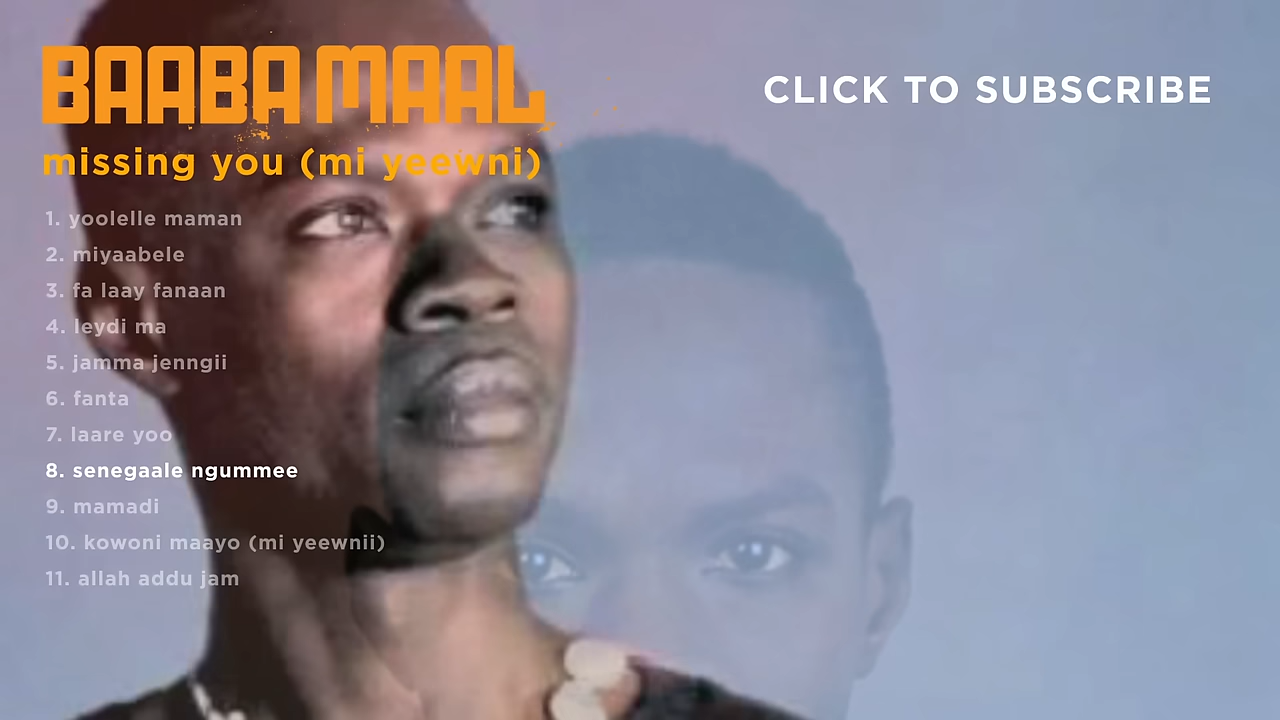 BAABA MAAL
missing you (mi yeewni)
CLICK TO SUBSCRIBE
1. yoolelle maman
2. miyaabele
3. fa laay fanaan
4. leydi ma
5. jamma jenngii
6. fanta
7. laare yoo
8. senegaale ngummee
9. mamadi
10. kowoni maayo (mi yeewnii)
11. allah addu jam